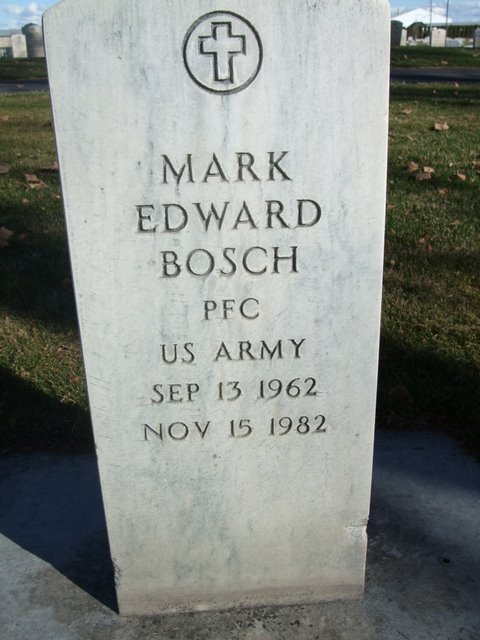 MARK
EDWARD
BOSCH
PFC
US ARMY
SEP 13 1962
NOV 15 1982